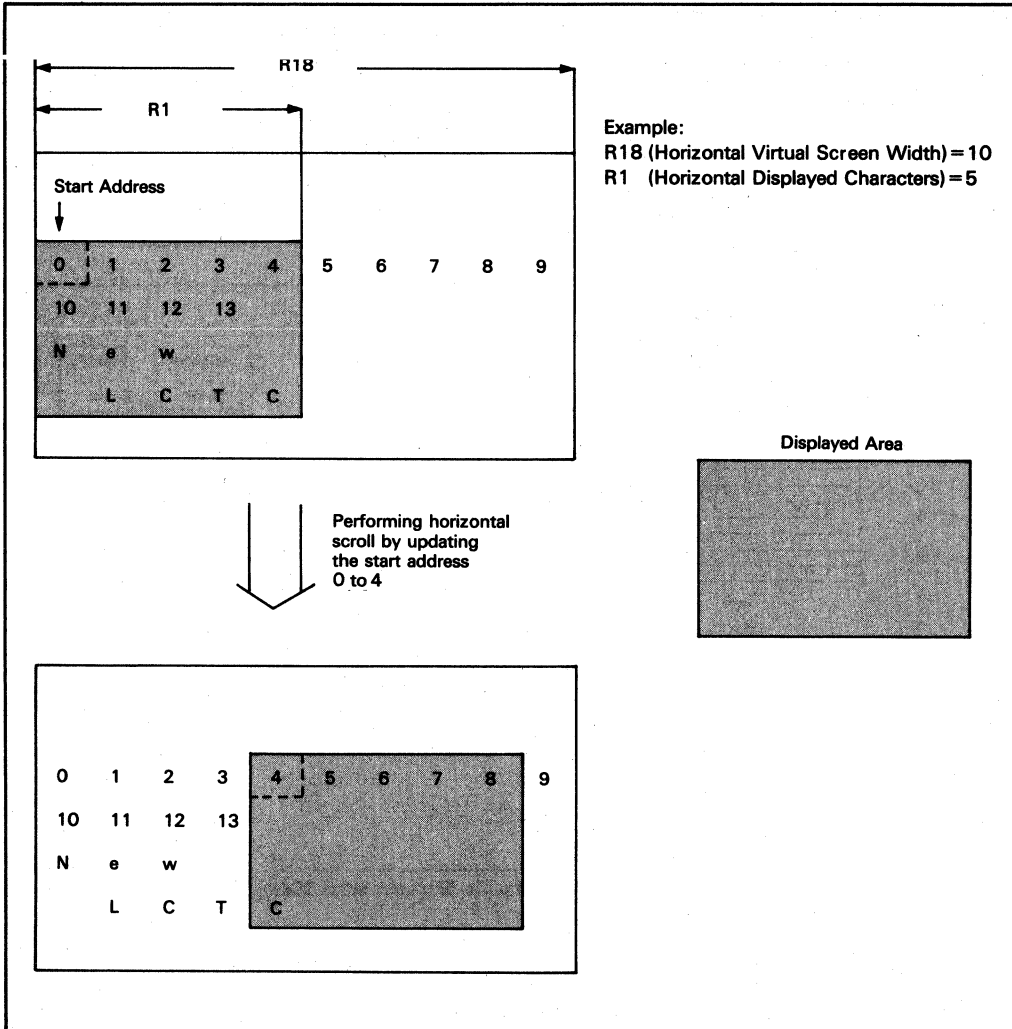 R18
R1
Example:
R18 (Horizontal Virtual Screen Width)=10
R1 (Horizontal Displayed Characters)=5
Start Address
0 1 2 3 4 5 6 7 8 9
10 11 12 13
N e w
L C T C
Displayed Area
Performing horizontal
scroll by updating
the start address
0 to 4
0 1 2 3 4 5 6 7 8 9
10 11 12 13
N e w
L C T C